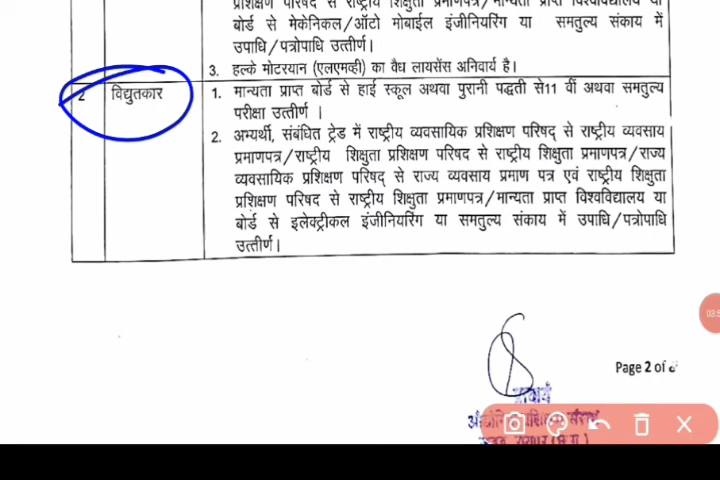 प्रशिक्षण परिषद से राष्ट्रीय शिक्षुता प्रमाणपत्र/मान्यता प्राप्त विश्वविद्यालय या
बोर्ड से मेकेनिकल/ऑटो मोबाईल इंजीनियरिंग या समतुल्य संकाय में
उपाधि/पत्रोपाधि उत्तीर्ण।
3. हल्के मोटरयान (एलएमव्ही) का वैध लायसेंस अनिवार्य है।
2 विद्युतकार
1. मान्यता प्राप्त बोर्ड से हाई स्कूल अथवा पुरानी पद्धती से11 वीं अथवा समतुल्य
परीक्षा उत्तीर्ण ।
2. अभ्यर्थी, संबंधित ट्रेड में राष्ट्रीय व्यवसायिक प्रशिक्षण परिषद् से राष्ट्रीय व्यवसाय
प्रमाणपत्र/राष्ट्रीय शिक्षुता प्रशिक्षण परिषद से राष्ट्रीय शिक्षुता प्रमाणपत्र/राज्य
व्यवसायिक प्रशिक्षण परिषद् से राज्य व्यवसाय प्रमाण पत्र एवं राष्ट्रीय शिक्षुता
प्रशिक्षण परिषद से राष्ट्रीय शिक्षुता प्रमाणपत्र/मान्यता प्राप्त विश्वविद्यालय या
बोर्ड से इलेक्ट्रीकल इंजीनियरिंग या समतुल्य संकाय में उपाधि/पत्रोपाधि
उत्तीर्ण।
Page 2 of